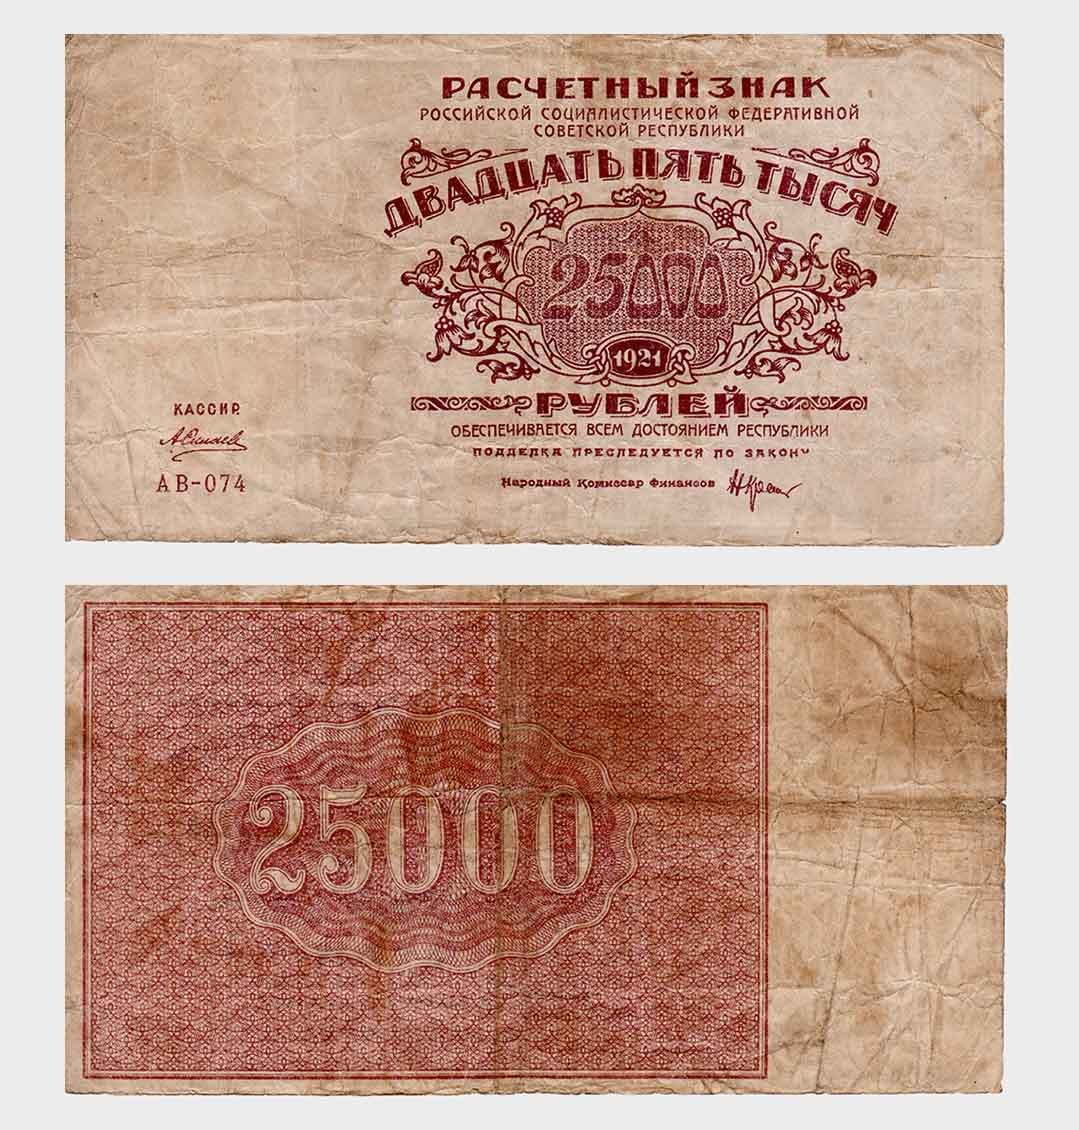 РАСЧЕТНЫЙ ЗНАК
РОССИЙСКОЙ СОЦИАЛИСТИЧЕСКОЙ ФЕДЕРАТИВНОЙ
СОВЕТСКОЙ РЕСПУБЛИКИ
ДВАДЦАТЬ ПЯТЬ ТЫСЯЧ
25000
1921
РУБЛЕЙ
ОБЕСПЕЧИВАЕТСЯ ВСЕМ ДОСТОЯНИЕМ РЕСПУБЛИКИ
ПОДДЕЛКА ПРЕСЛЕДУЕТСЯ ПО ЗАКОНУ
Народный Комиссар Финансов
КАССИР
АВ-074
25000